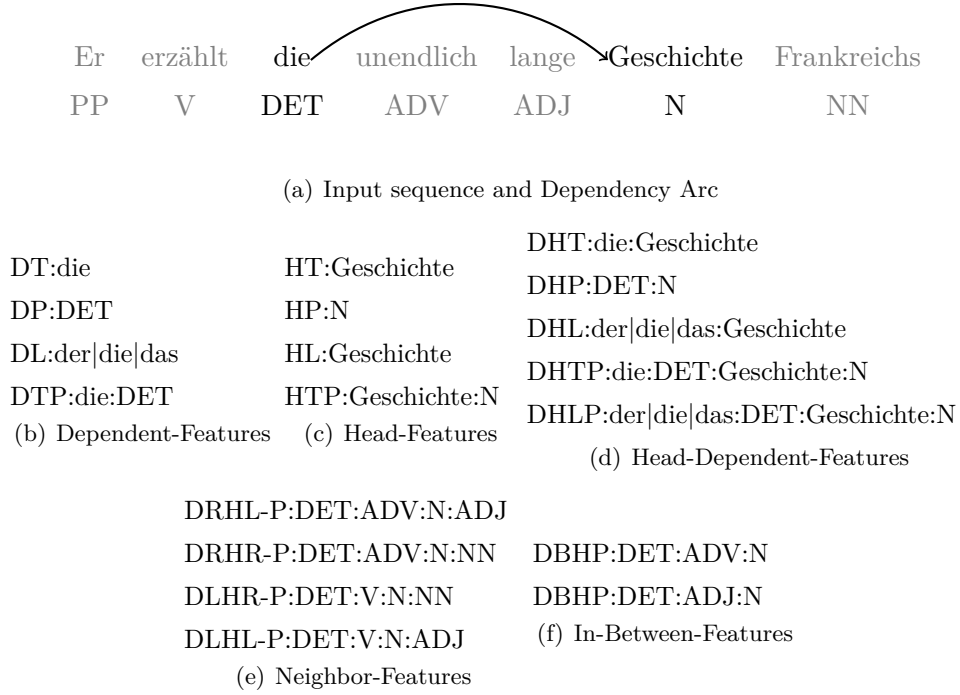 Er erzählt die unendlich lange Geschichte Frankreichs
PP V DET ADV ADJ N NN
(a) Input sequence and Dependency Arc
DT:die
DP:DET
DL:der|die|das
DTP:die:DET
(b) Dependent-Features
HT:Geschichte
HP:N
HL:Geschichte
HTP:Geschichte:N
(c) Head-Features
DHT:die:Geschichte
DHP:DET:N
DHL:der|die|das:Geschichte
DHTP:die:DET:Geschichte:N
DHLP:der|die|das:DET:Geschichte:N
(d) Head-Dependent-Features
DRHL-P:DET:ADV:N:ADJ
DRHR-P:DET:ADV:N:NN
DLHR-P:DET:V:N:NN
DLHL-P:DET:V:N:ADJ
(e) Neighbor-Features
DBHP:DET:ADV:N
DBHP:DET:ADJ:N
(f) In-Between-Features